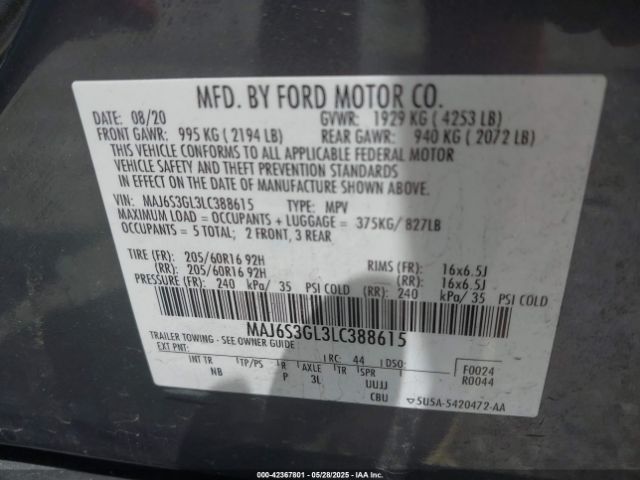 MFD. BY FORD MOTOR CO.
DATE: 08/20 GVWR: 1929 KG ( 4253 LB)
FRONT GAWR: 995 KG ( 2194 LB) REAR GAWR: 940 KG ( 2072 LB)
THIS VEHICLE CONFORMS TO ALL APPLICABLE FEDERAL MOTOR
VEHICLE SAFETY AND THEFT PREVENTION STANDARDS
IN EFFECT ON THE DATE OF MANUFACTURE SHOWN ABOVE.
VIN: MAJ6S3GL3LC388615 TYPE: MPV
MAXIMUM LOAD = OCCUPANTS + LUGGAGE = 375KG/ 827LB
OCCUPANTS = 5 TOTAL; 2 FRONT, 3 REAR
TIRE (FR): 205/60R16 92H RIMS (FR): 16x6.5J
(RR): 205/60R16 92H (RR): 16x6.5J
PRESSURE (FR): 240 kPa/ 35 PSI COLD (RR): 240 kPa/35 PSI COLD
MAJ6S3GL3LC388615
TRAILER TOWING - SEE OWNER GUIDE
EXT PNT: RC: 44 DSO: F0024
INT TR TP/PS R AXLE TR SPR R0044
NB P 3L UUJJ
CBU 5U5A-5420472-AA
00-42367801 - 05/28/2025 - IAA Inc.